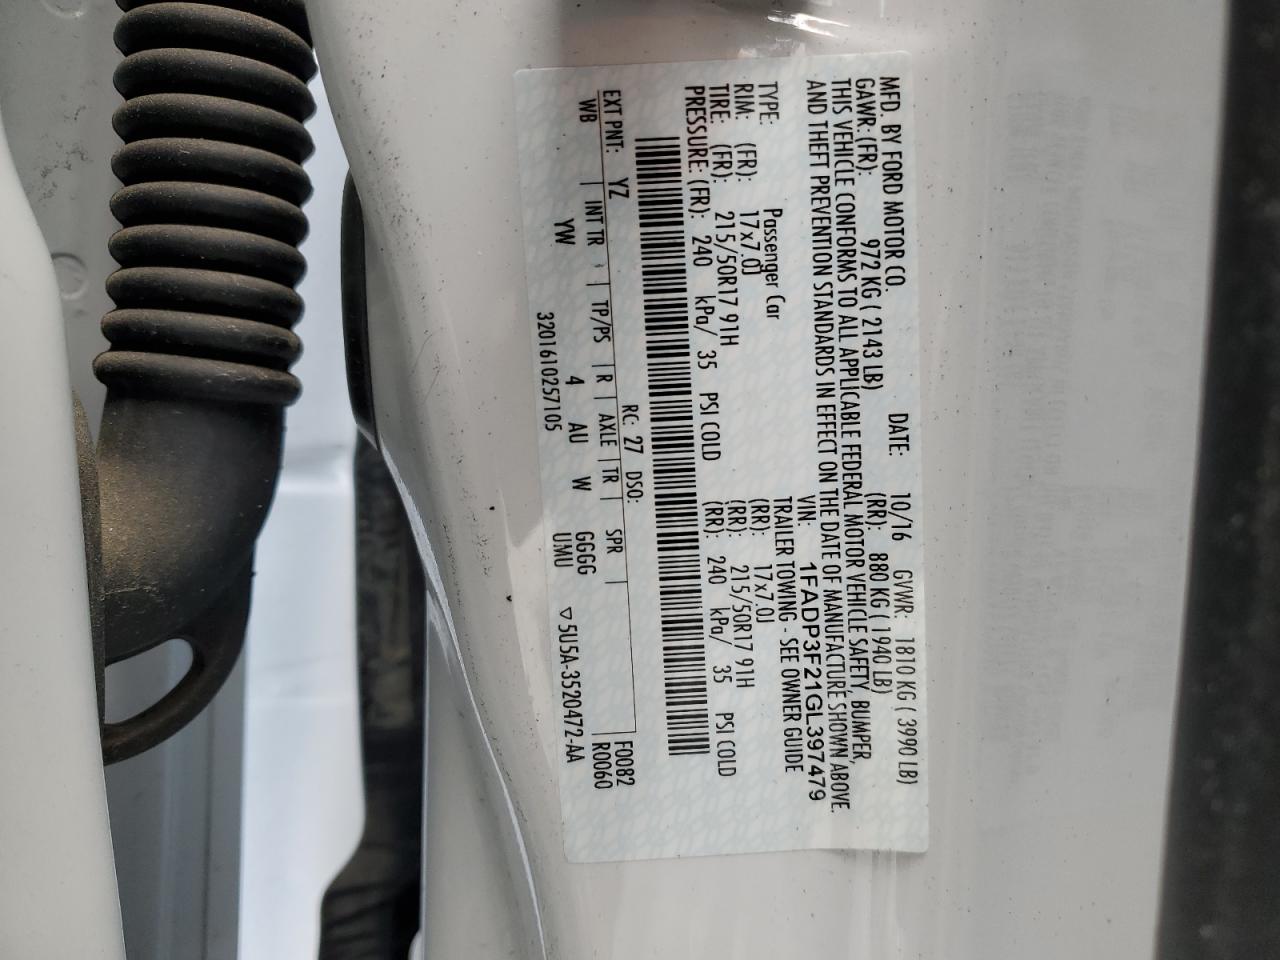 MFD. BY FORD MOTOR CO. DATE: 10/16 GVWR: 1810 KG ( 3990 LB)
GAWR: (FR): 972 KG ( 2143 LB) (RR): 880 KG ( 1940 LB)
THIS VEHICLE CONFORMS TO ALL APPLICABLE FEDERAL MOTOR VEHICLE SAFETY, BUMPER,
AND THEFT PREVENTION STANDARDS IN EFFECT ON THE DATE OF MANUFACTURE SHOWN ABOVE.
VIN: 1FADP3F21GL397479
TYPE: Passenger Car TRAILER TOWING - SEE OWNER GUIDE
RIM: (FR): 17x7.0J (RR): 17x7.0J
TIRE: (FR): 215/50R17 91H (RR): 215/50R17 91H
PRESSURE: (FR): 240 kPa/ 35 PSI COLD (RR): 240 kPa/ 35 PSI COLD
EXT PNT: YZ RC: 27 DSO: F0082
WB | INT TR | TP/PS | R | AXLE | TR | SPR | R0060
YW 4 AU W GGGG
UMU
3201610257105 ▽5U5A-3520472-AA